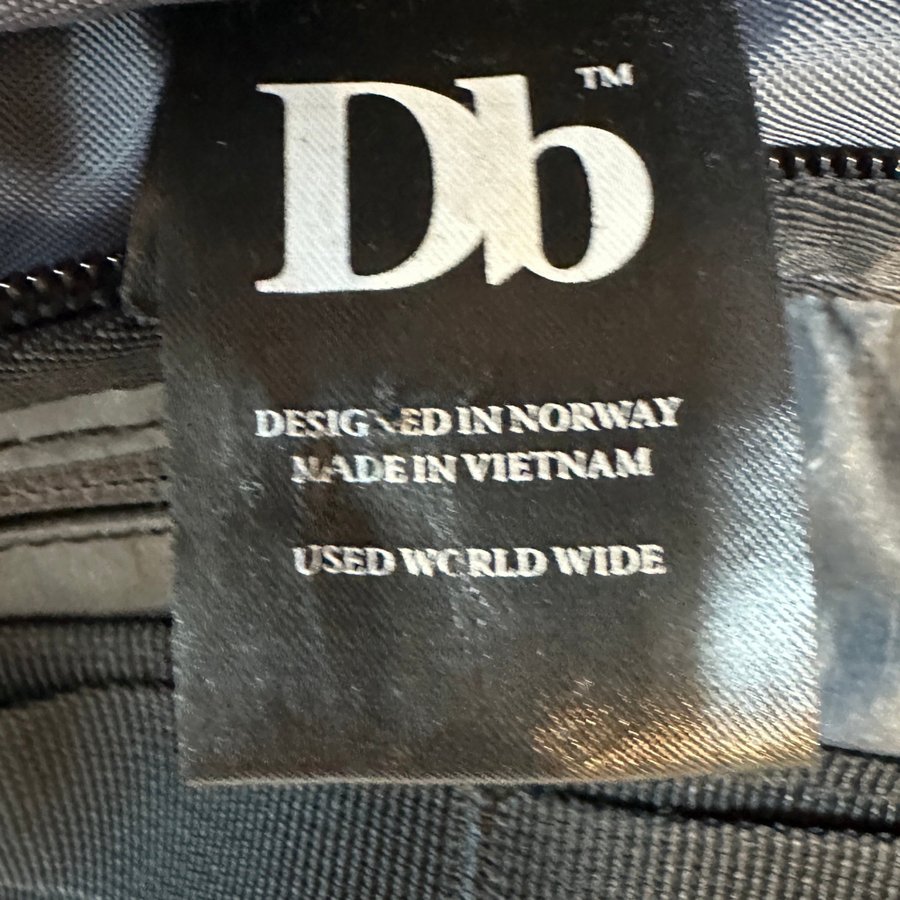 Db™
DESIGNED IN NORWAY
MADE IN VIETNAM
USED WORLD WIDE